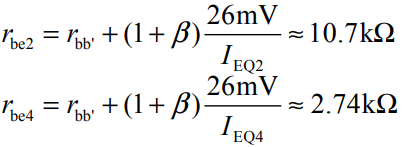 r_be2 = r_bb' + (1 + β) 26mV / I_EQ2 ≈ 10.7kΩ
r_be4 = r_bb' + (1 + β) 26mV / I_EQ4 ≈ 2.74kΩ